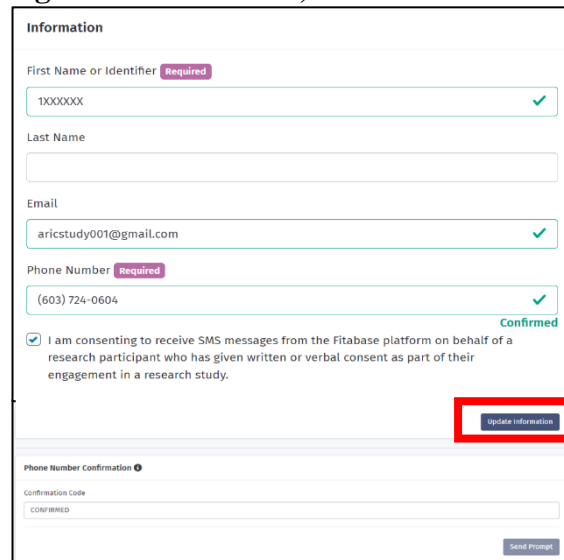 Information
First Name or Identifier Required
1XXXXXX
Last Name
Email
aricstudy001@gmail.com
Phone Number Required
(603) 724-0604
Confirmed
I am consenting to receive SMS messages from the Fitabase platform on behalf of a
research participant who has given written or verbal consent as part of their
engagement in a research study.
Update Information
Phone Number Confirmation
Confirmation Code
CONFIRMED
Send Prompt